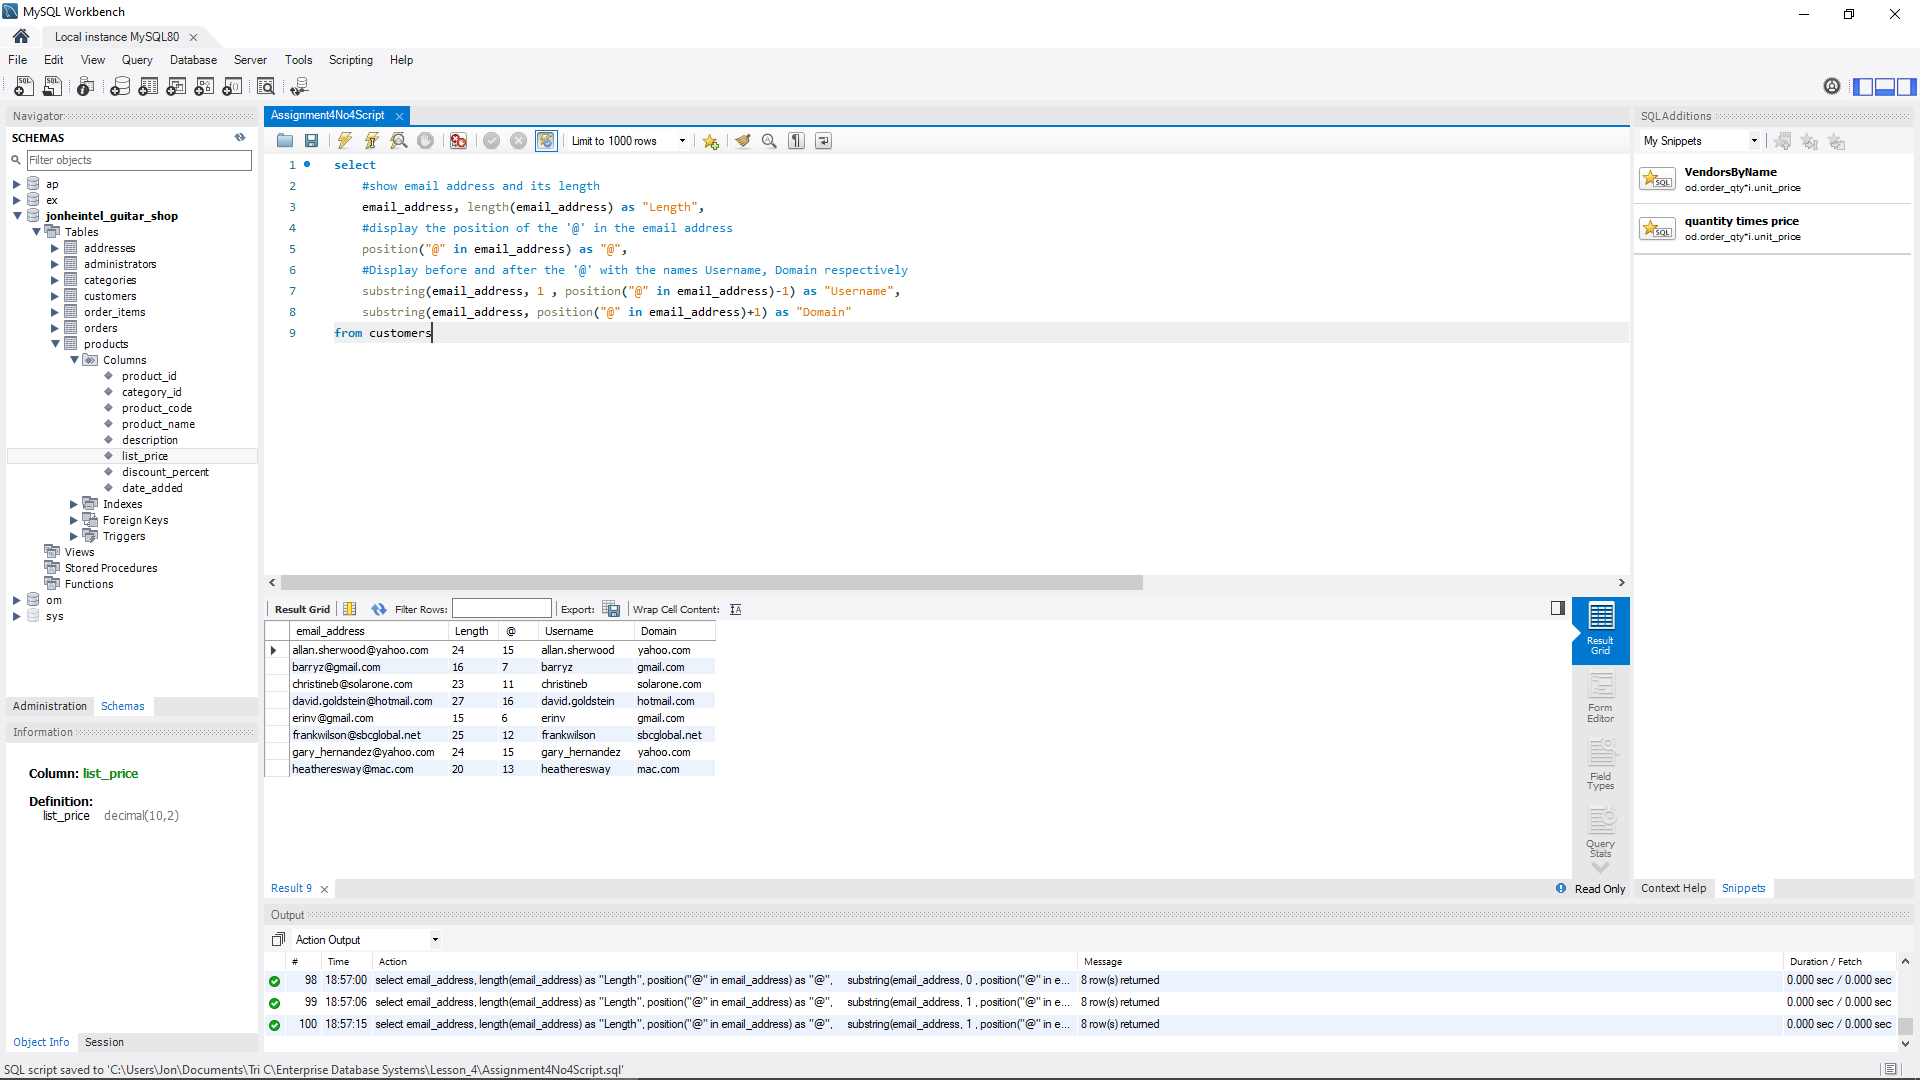 MySQL Workbench
Local instance MySQL80
File Edit View Query Database Server Tools Scripting Help
Navigator
SCHEMAS
Filter objects
ap
ex
jonheintel_guitar_shop
Tables
addresses
administrators
categories
customers
order_items
orders
products
Columns
product_id
category_id
product_code
product_name
description
list_price
discount_percent
date_added
Indexes
Foreign Keys
Triggers
Views
Stored Procedures
Functions
om
sys
Administration Schemas
Information
Column: list_price
Definition:
list_price decimal(10,2)
Object Info Session
Assignment4No4Script
Limit to 1000 rows
1 select
2 #show email address and its length
3 email_address, length(email_address) as "Length",
4 #display the position of the '@' in the email address
5 position("@" in email_address) as "@",
6 #Display before and after the '@' with the names Username, Domain respectively
7 substring(email_address, 1 , position("@" in email_address)-1) as "Username",
8 substring(email_address, position("@" in email_address)+1) as "Domain"
9 from customers
Result Grid Filter Rows: Export: Wrap Cell Content:
email_address Length @ Username Domain
allan.sherwood@yahoo.com 24 15 allan.sherwood yahoo.com
barryz@gmail.com 16 7 barryz gmail.com
christineb@solarone.com 23 11 christineb solarone.com
david.goldstein@hotmail.com 27 16 david.goldstein hotmail.com
erinv@gmail.com 15 6 erinv gmail.com
frankwilson@sbcglobal.net 25 12 frankwilson sbcglobal.net
gary_hernandez@yahoo.com 24 15 gary_hernandez yahoo.com
heatheresway@mac.com 20 13 heatheresway mac.com
Result Grid
Form Editor
Field Types
Query Stats
Result 9
Read Only
Output
Action Output
# Time Action Message Duration / Fetch
98 18:57:00 select email_address, length(email_address) as "Length", position("@" in email_address) as "@", substring(email_address, 0 , position("@" in e... 8 row(s) returned 0.000 sec / 0.000 sec
99 18:57:06 select email_address, length(email_address) as "Length", position("@" in email_address) as "@", substring(email_address, 1 , position("@" in e... 8 row(s) returned 0.000 sec / 0.000 sec
100 18:57:15 select email_address, length(email_address) as "Length", position("@" in email_address) as "@", substring(email_address, 1 , position("@" in e... 8 row(s) returned 0.000 sec / 0.000 sec
SQLAdditions
My Snippets
SQL
VendorsByName
od.order_qty*i.unit_price
SQL
quantity times price
od.order_qty*i.unit_price
Context Help Snippets
SQL script saved to 'C:\Users\Jon\Documents\Tri C\Enterprise Database Systems\Lesson_4\Assignment4No4Script.sql'